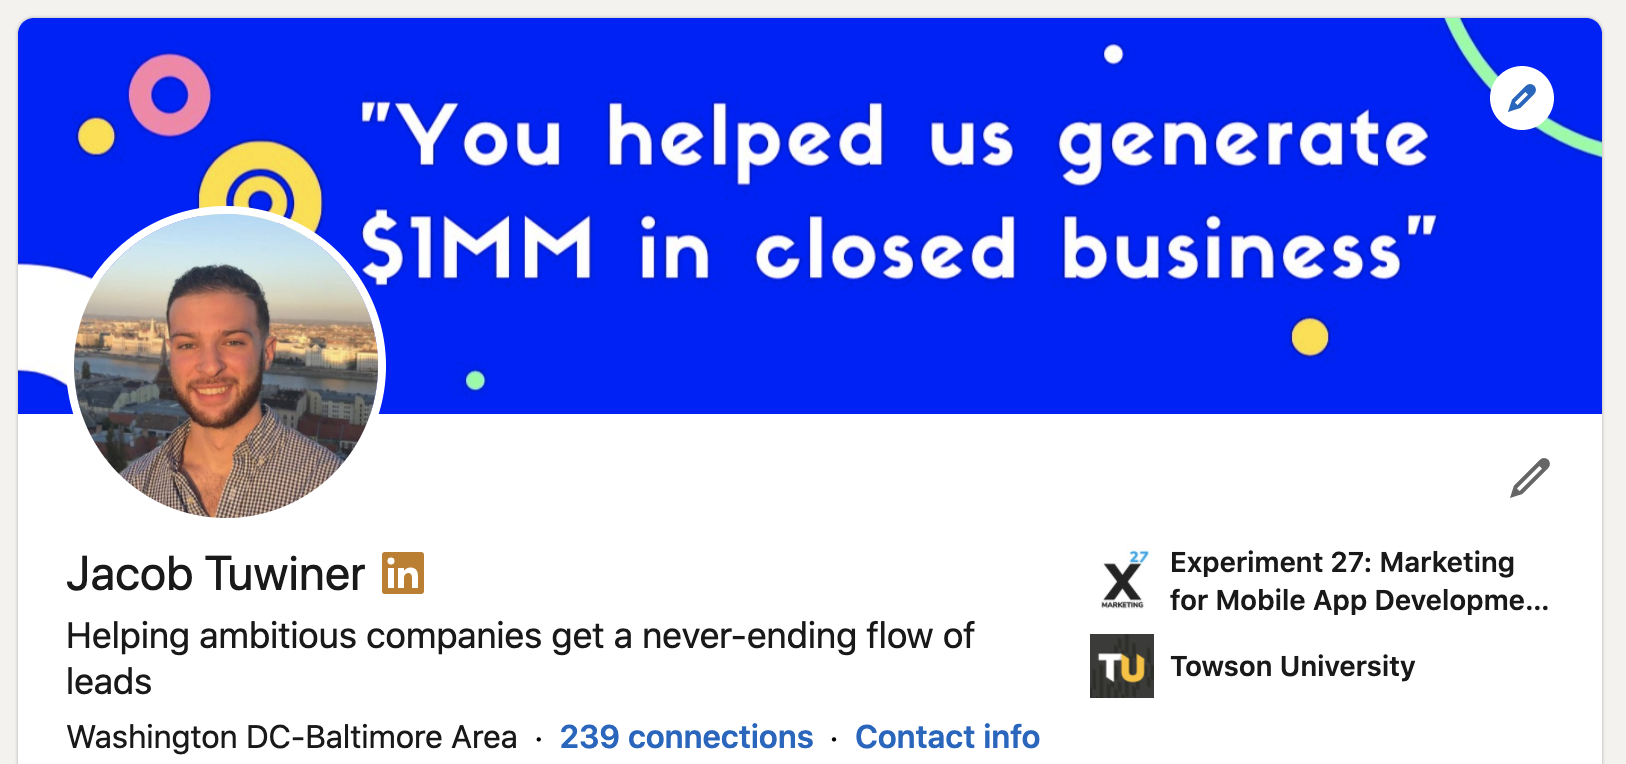 "You helped us generate
$1MM in closed business"
Jacob Tuwiner in
Helping ambitious companies get a never-ending flow of
leads
Washington DC-Baltimore Area · 239 connections · Contact info
X 27
MARKETING
Experiment 27: Marketing
for Mobile App Developme...
TU
Towson University